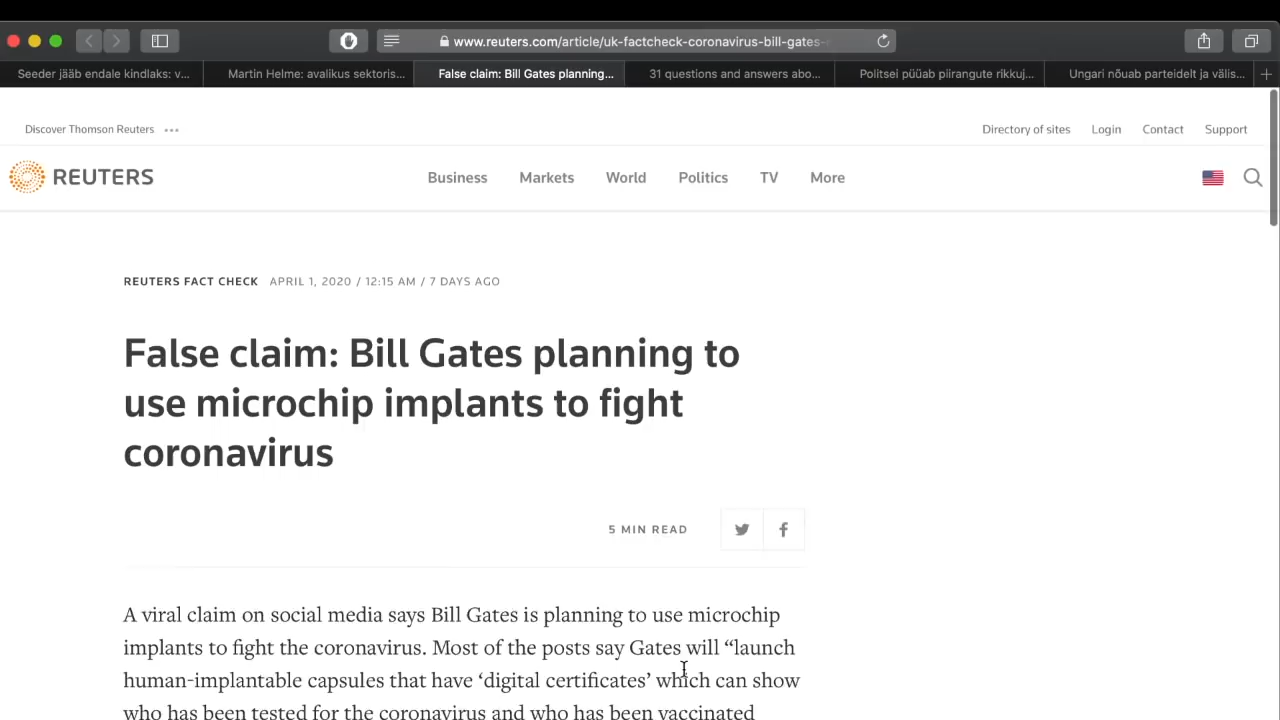 www.reuters.com/article/uk-factcheck-coronavirus-bill-gates-
Seeder jääb endale kindlaks: v...
Martin Helme: avalikus sektoris...
False claim: Bill Gates planning...
31 questions and answers abo...
Politsei püüab piirangute rikkuj...
Ungari nõuab parteidelt ja välis...
Discover Thomson Reuters
Directory of sites
Login
Contact
Support
REUTERS
Business
Markets
World
Politics
TV
More
REUTERS FACT CHECK APRIL 1, 2020 / 12:15 AM / 7 DAYS AGO
False claim: Bill Gates planning to
use microchip implants to fight
coronavirus
5 MIN READ
A viral claim on social media says Bill Gates is planning to use microchip
implants to fight the coronavirus. Most of the posts say Gates will “launch
human-implantable capsules that have ‘digital certificates’ which can show
who has been tested for the coronavirus and who has been vaccinated